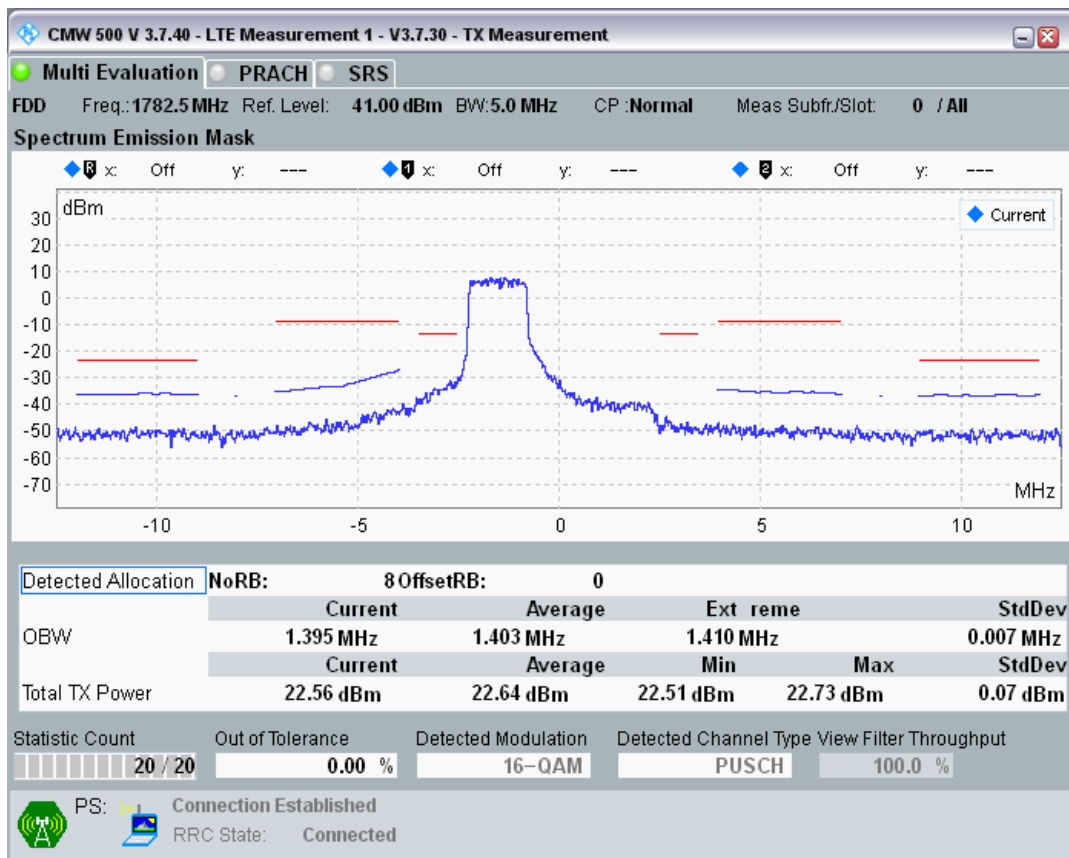 CMW 500 V 3.7.40 - LTE Measurement 1 - V3.7.30 - TX Measurement
Multi Evaluation PRACH SRS
FDD Freq.:1782.5 MHz Ref. Level: 41.00 dBm BW:5.0 MHz CP :Normal Meas Subfr./Slot: 0 / All
Spectrum Emission Mask
R x: Off y: --- 1 x: Off y: --- 2 x: Off y: ---
dBm
Current
30
20
10
0
-10
-20
-30
-40
-50
-60
-70
MHz
-10 -5 0 5 10
Detected Allocation NoRB: 8 OffsetRB: 0
Current Average Ext reme StdDev
OBW 1.395 MHz 1.403 MHz 1.410 MHz 0.007 MHz
Current Average Min Max StdDev
Total TX Power 22.56 dBm 22.64 dBm 22.51 dBm 22.73 dBm 0.07 dBm
Statistic Count Out of Tolerance Detected Modulation Detected Channel Type View Filter Throughput
20 / 20 0.00 % 16-QAM PUSCH 100.0 %
PS: Connection Established
RRC State: Connected